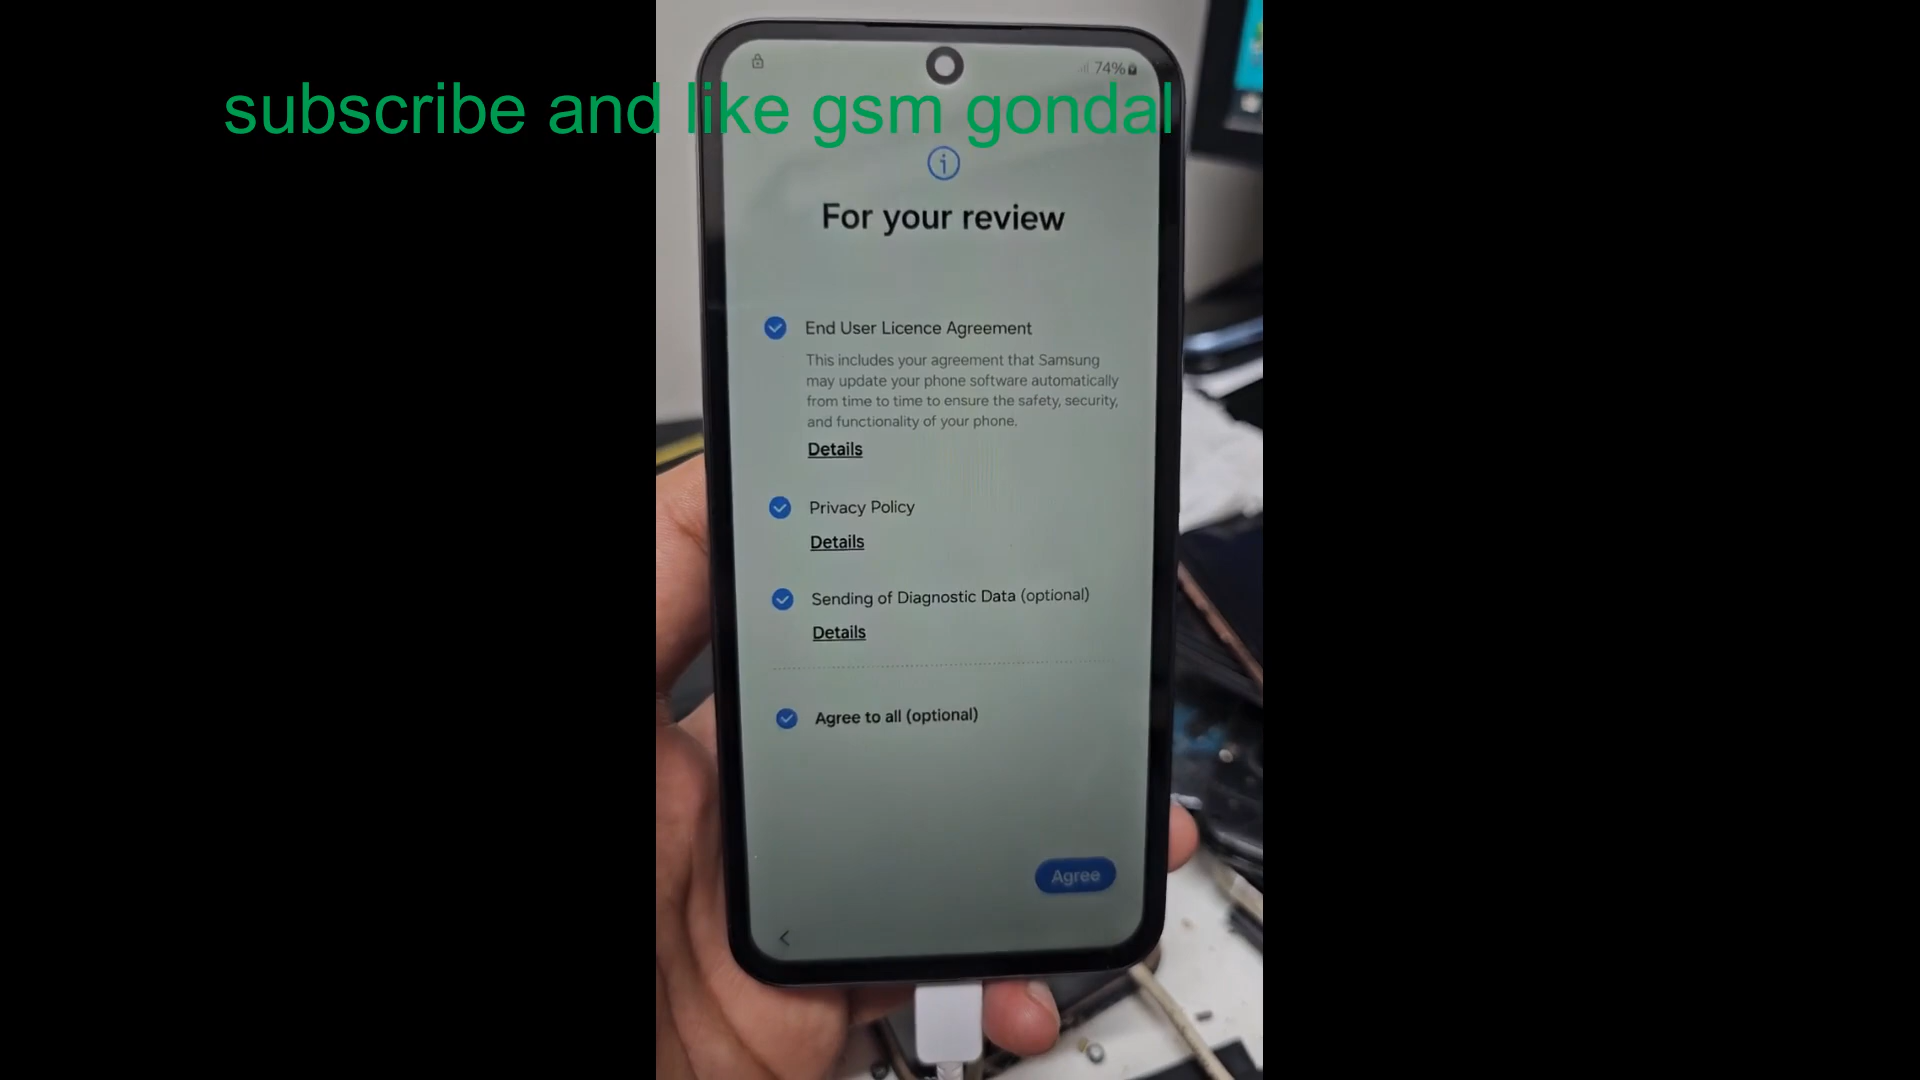 74%
subscribe and like gsm gondal
For your review
End User Licence Agreement
This includes your agreement that Samsung
may update your phone software automatically
from time to time to ensure the safety, security,
and functionality of your phone.
Details
Privacy Policy
Details
Sending of Diagnostic Data (optional)
Details
Agree to all (optional)
Agree